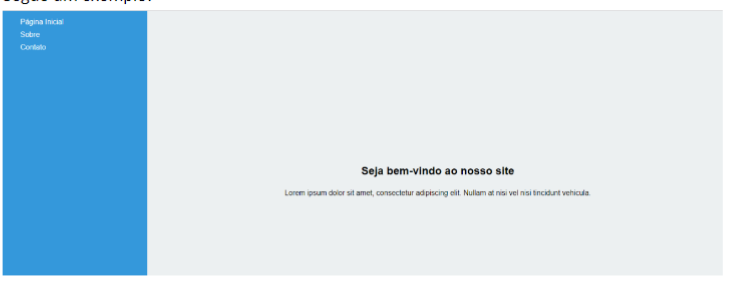 Segue um exemplo:
Página Inicial
Sobre
Contato
Seja bem-vindo ao nosso site
Lorem ipsum dolor sit amet, consectetur adipiscing elit. Nullam at nisi vel nisi tincidunt vehicula.